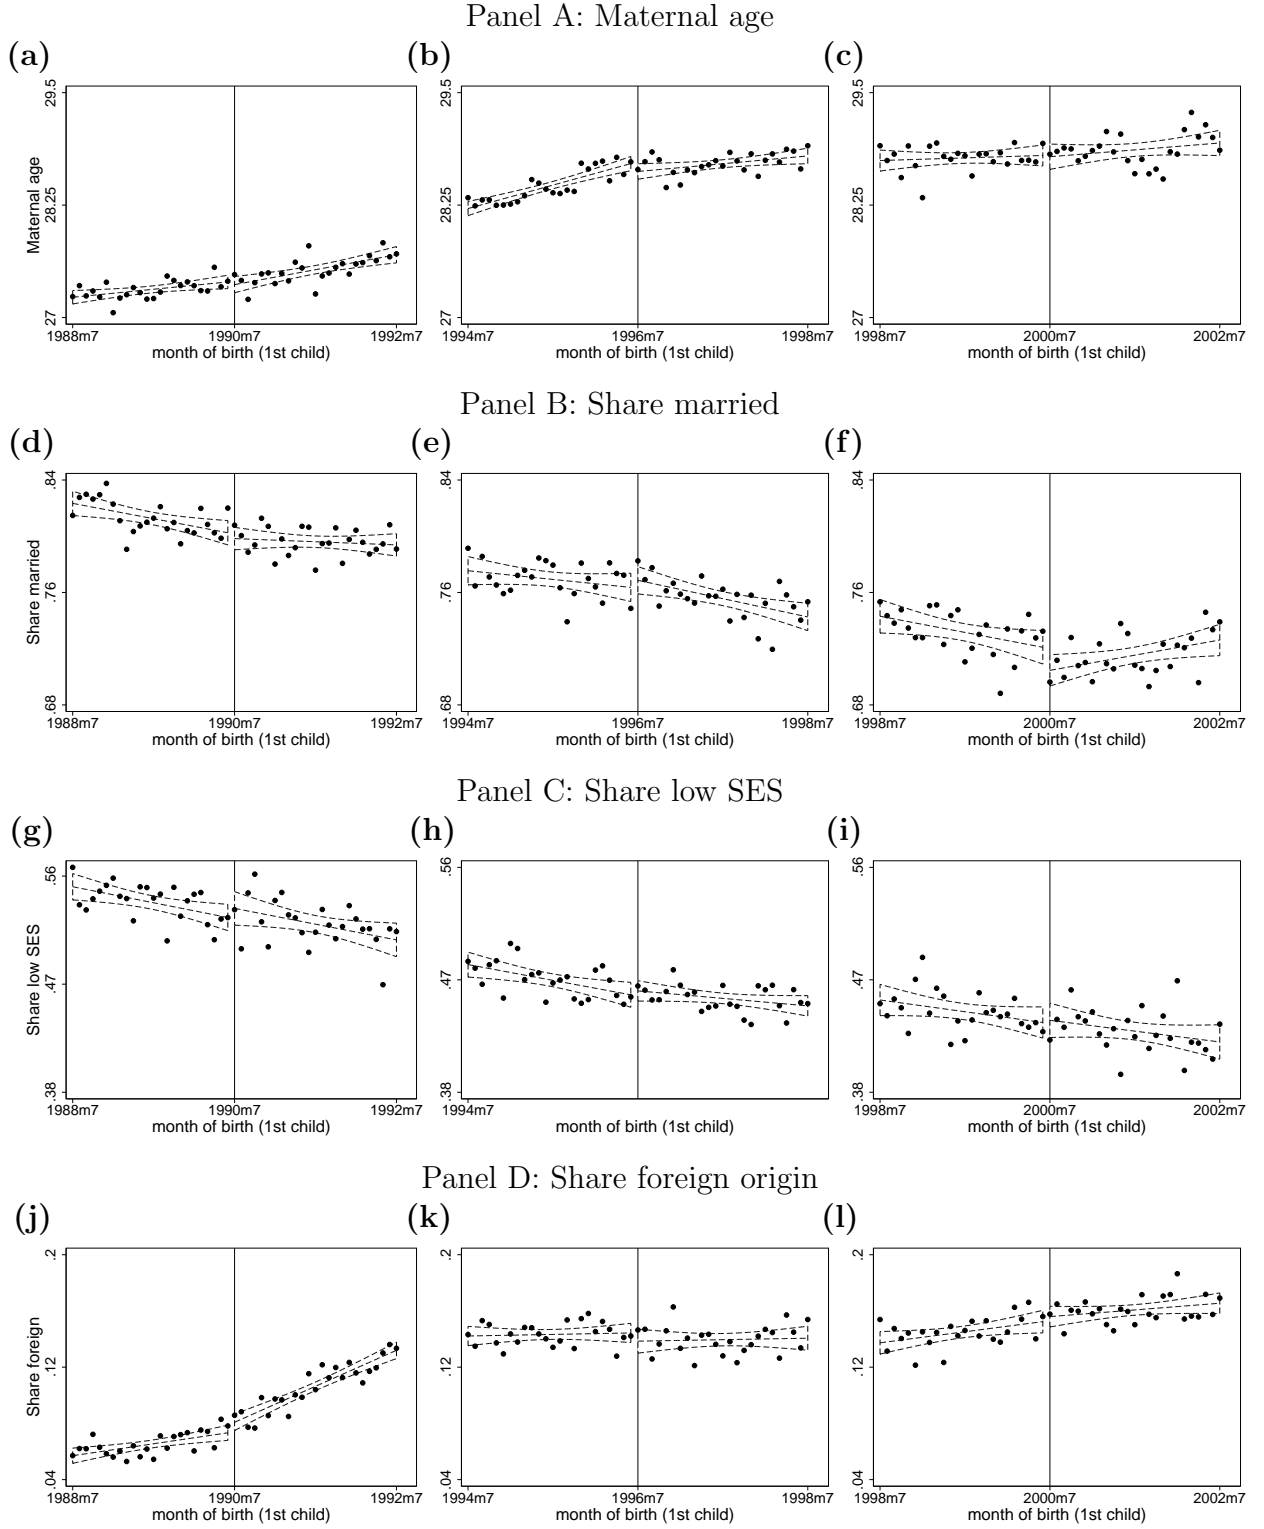 Panel A: Maternal age
(a) (b) (c)
Maternal age
29.5
28.25
27
1988m7 1990m7 1992m7
month of birth (1st child)
1994m7 1996m7 1998m7
month of birth (1st child)
29.5
28.25
27
1998m7 2000m7 2002m7
month of birth (1st child)
29.5
28.25
27
Panel B: Share married
(d) (e) (f)
Share married
.84
.76
.68
1988m7 1990m7 1992m7
month of birth (1st child)
.84
.76
.68
1994m7 1996m7 1998m7
month of birth (1st child)
.84
.76
.68
1998m7 2000m7 2002m7
month of birth (1st child)
Panel C: Share low SES
(g) (h) (i)
Share low SES
.56
.47
.38
1988m7 1990m7 1992m7
month of birth (1st child)
.56
.47
.38
1994m7
month of birth (1st child)
.56
.47
.38
1998m7 2000m7 2002m7
month of birth (1st child)
Panel D: Share foreign origin
(j) (k) (l)
Share foreign
.2
.12
.04
1988m7 1990m7 1992m7
month of birth (1st child)
.2
.12
.04
1994m7 1996m7 1998m7
month of birth (1st child)
.2
.12
.04
1998m7 2000m7 2002m7
month of birth (1st child)